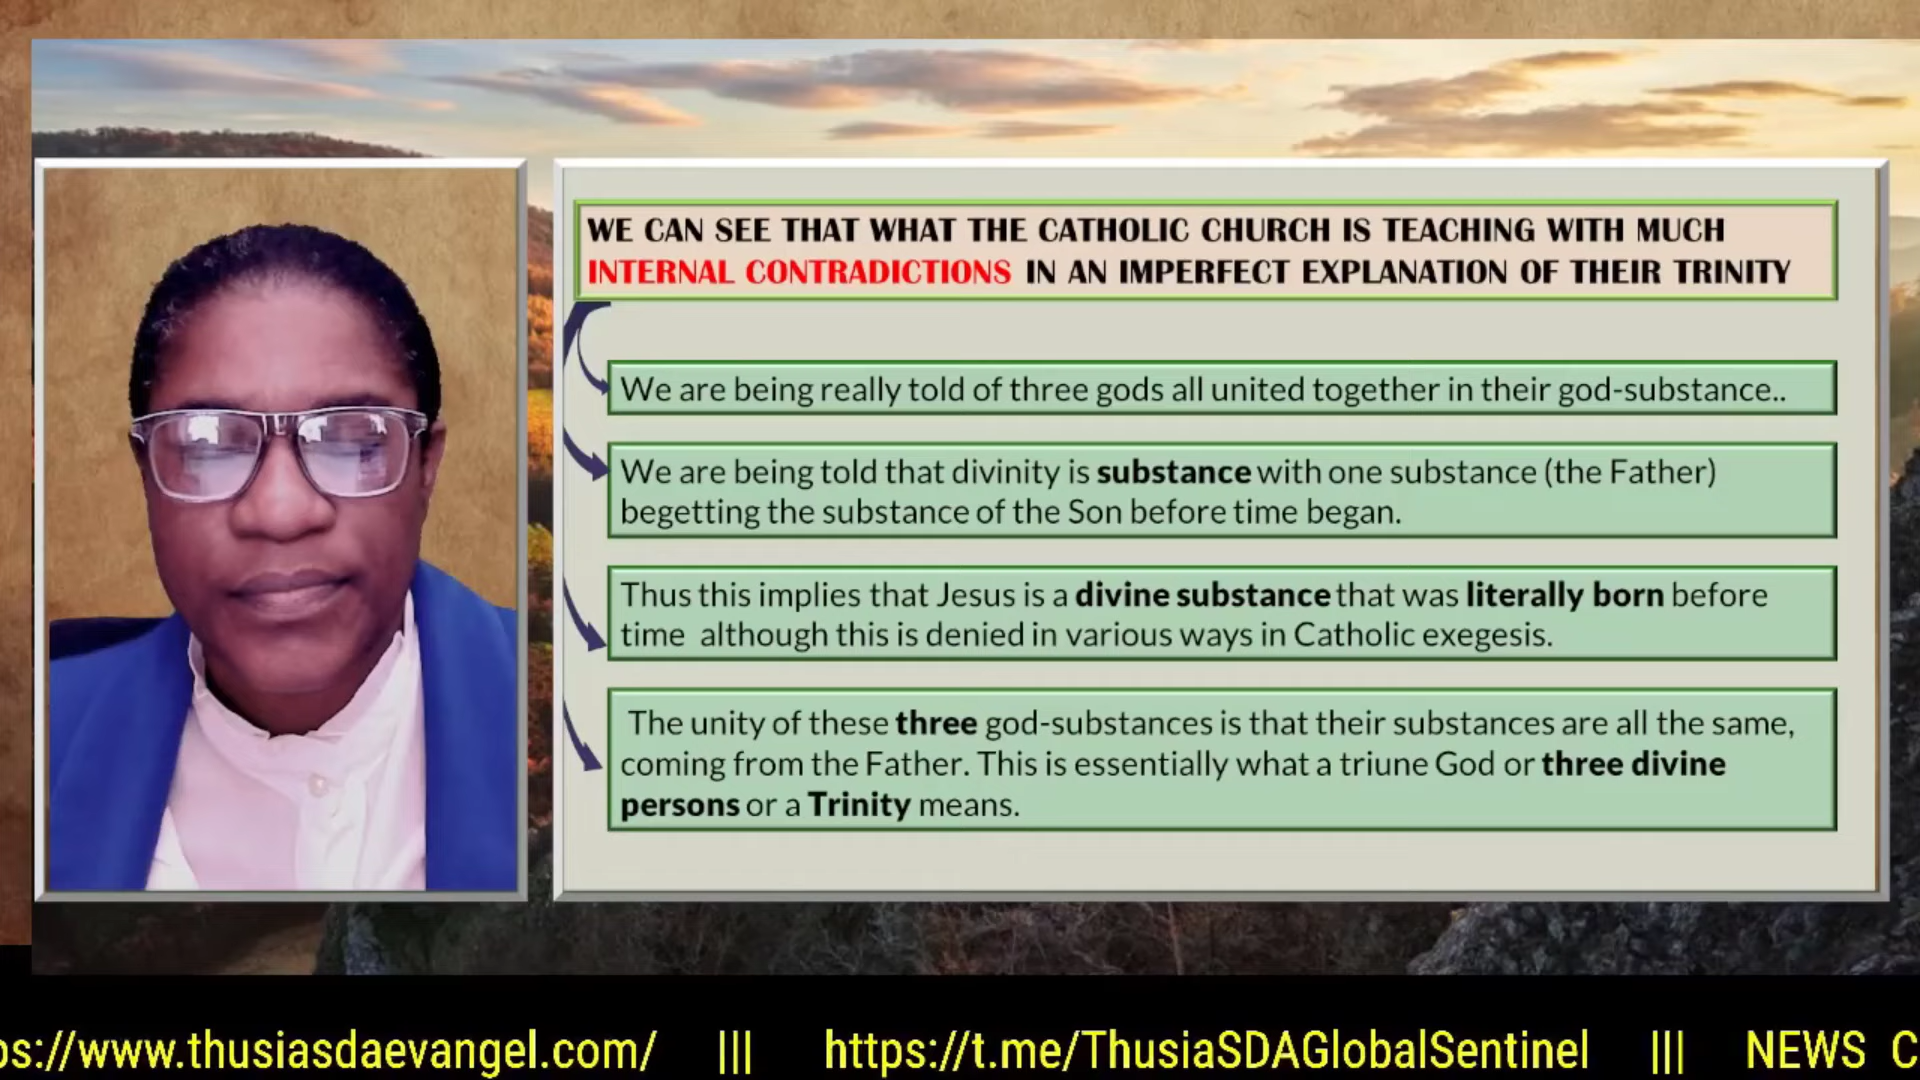 WE CAN SEE THAT WHAT THE CATHOLIC CHURCH IS TEACHING WITH MUCH
INTERNAL CONTRADICTIONS IN AN IMPERFECT EXPLANATION OF THEIR TRINITY
We are being really told of three gods all united together in their god-substance..
We are being told that divinity is substance with one substance (the Father)
begetting the substance of the Son before time began.
Thus this implies that Jesus is a divine substance that was literally born before
time although this is denied in various ways in Catholic exegesis.
The unity of these three god-substances is that their substances are all the same,
coming from the Father. This is essentially what a triune God or three divine
persons or a Trinity means.
ps://www.thusiasdaevangel.com/ ||| https://t.me/ThusiaSDAGlobalSentinel ||| NEWS C